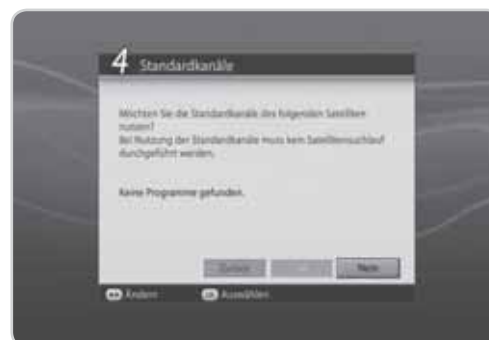 4 Standardkanäle
Möchten Sie die Standardkanäle des folgenden Satelliten
nutzen?
Bei Nutzung der Standardkanäle muss kein Satellitensuchlauf
durchgeführt werden.
Keine Programme gefunden.
Zurück Nein
Ändern OK Auswählen